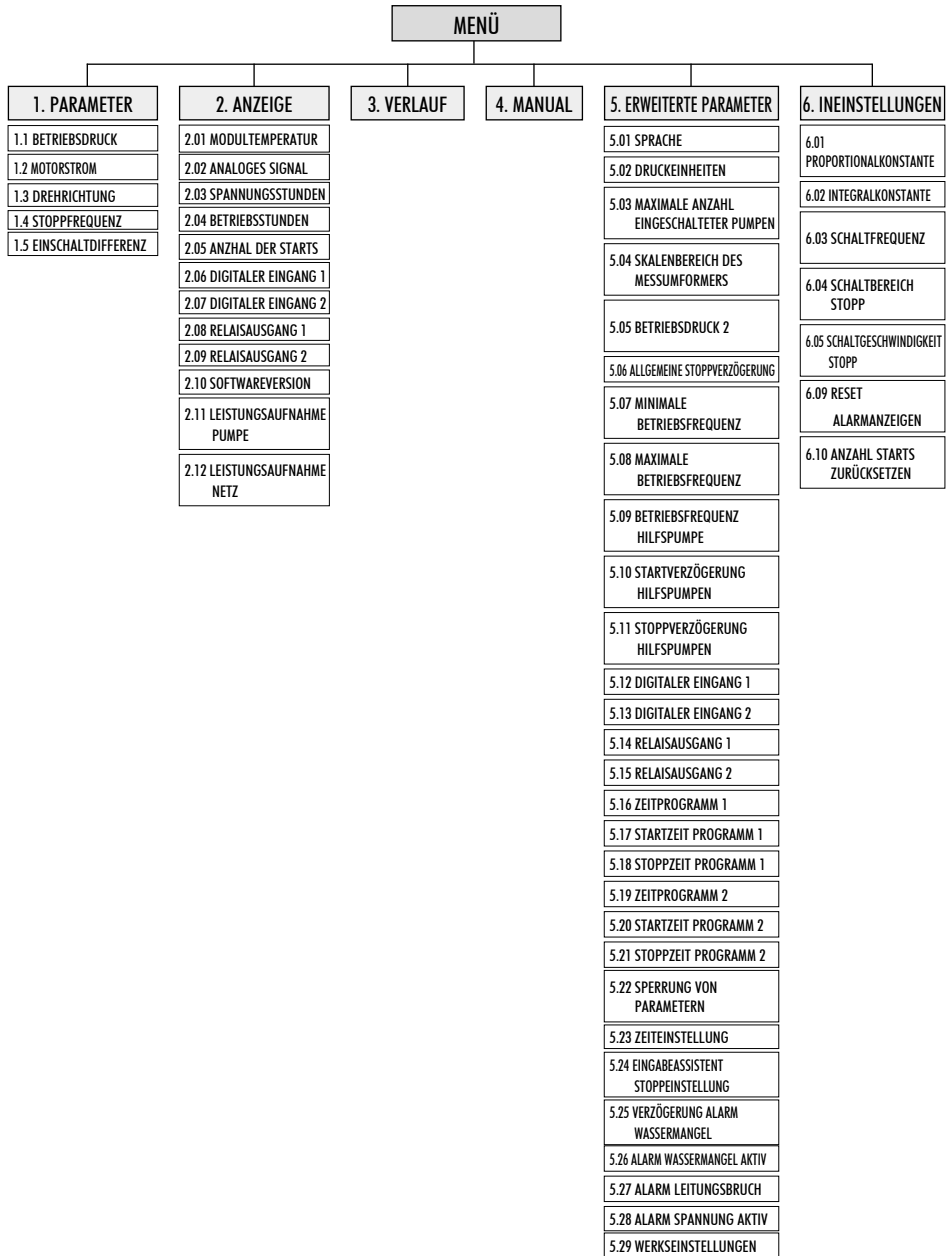 MENÜ
1. PARAMETER
1.1 BETRIEBSDRUCK
1.2 MOTORSTROM
1.3 DREHRICHTUNG
1.4 STOPPFREQUENZ
1.5 EINSCHALTDIFFERENZ
2. ANZEIGE
2.01 MODULTEMPERATUR
2.02 ANALOGES SIGNAL
2.03 SPANNUNGSSTUNDEN
2.04 BETRIEBSSTUNDEN
2.05 ANZHAL DER STARTS
2.06 DIGITALER EINGANG 1
2.07 DIGITALER EINGANG 2
2.08 RELAISAUSGANG 1
2.09 RELAISAUSGANG 2
2.10 SOFTWAREVERSION
2.11 LEISTUNGSAUFNAHME
PUMPE
2.12 LEISTUNGSAUFNAHME
NETZ
3. VERLAUF
4. MANUAL
5. ERWEITERTE PARAMETER
5.01 SPRACHE
5.02 DRUCKEINHEITEN
5.03 MAXIMALE ANZAHL
EINGESCHALTETER PUMPEN
5.04 SKALENBEREICH DES
MESSUMFORMERS
5.05 BETRIEBSDRUCK 2
5.06 ALLGEMEINE STOPPVERZÖGERUNG
5.07 MINIMALE
BETRIEBSFREQUENZ
5.08 MAXIMALE
BETRIEBSFREQUENZ
5.09 BETRIEBSFREQUENZ
HILFSPUMPE
5.10 STARTVERZÖGERUNG
HILFSPUMPEN
5.11 STOPPVERZÖGERUNG
HILFSPUMPEN
5.12 DIGITALER EINGANG 1
5.13 DIGITALER EINGANG 2
5.14 RELAISAUSGANG 1
5.15 RELAISAUSGANG 2
5.16 ZEITPROGRAMM 1
5.17 STARTZEIT PROGRAMM 1
5.18 STOPPZEIT PROGRAMM 1
5.19 ZEITPROGRAMM 2
5.20 STARTZEIT PROGRAMM 2
5.21 STOPPZEIT PROGRAMM 2
5.22 SPERRUNG VON
PARAMETERN
5.23 ZEITEINSTELLUNG
5.24 EINGABEASSISTENT
STOPPEINSTELLUNG
5.25 VERZÖGERUNG ALARM
WASSERMANGEL
5.26 ALARM WASSERMANGEL AKTIV
5.27 ALARM LEITUNGSBRUCH
5.28 ALARM SPANNUNG AKTIV
5.29 WERKSEINSTELLUNGEN
6. INEINSTELLUNGEN
6.01
PROPORTIONALKONSTANTE
6.02 INTEGRALKONSTANTE
6.03 SCHALTFREQUENZ
6.04 SCHALTBEREICH
STOPP
6.05 SCHALTGESCHWINDIGKEIT
STOPP
6.09 RESET
ALARMANZEIGEN
6.10 ANZAHL STARTS
ZURÜCKSETZEN